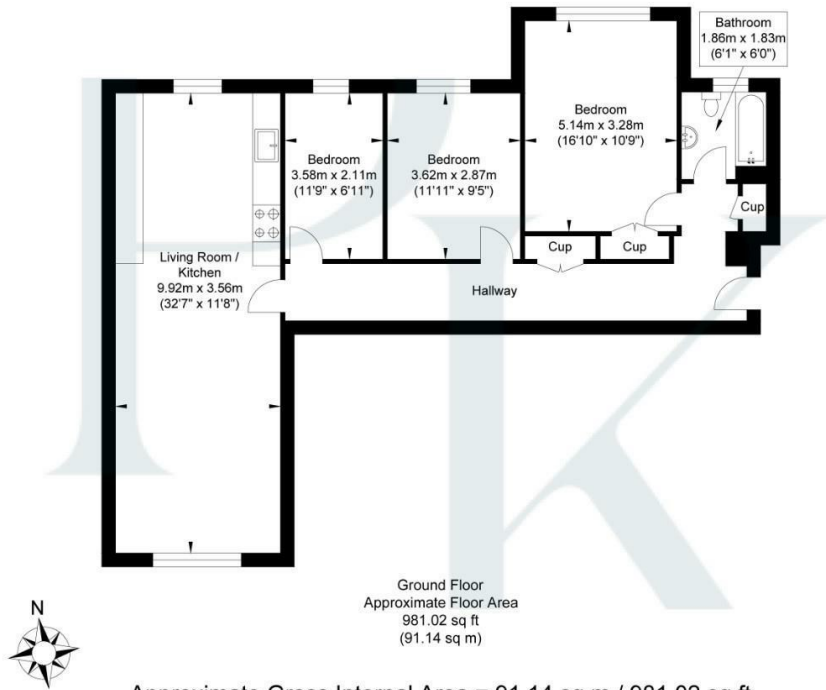 Bathroom
1.86m x 1.83m
(6'1" x 6'0")
Bedroom
5.14m x 3.28m
(16'10" x 10'9")
Bedroom
3.58m x 2.11m
(11'9" x 6'11")
Bedroom
3.62m x 2.87m
(11'11" x 9'5")
Cup
Cup
Cup
Living Room /
Kitchen
9.92m x 3.56m
(32'7" x 11'8")
Hallway
Ground Floor
Approximate Floor Area
981.02 sq ft
(91.14 sq m)
N
Approximate Gross Internal Area = 91.14 sq m / 981.02 sq ft
PK